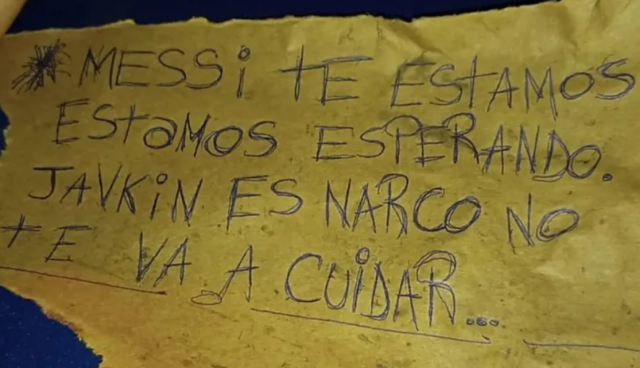 MESSi tE EStAMOS
EStaMOS ESPERANDO.
JAVKiN ES NARCO NO
tE VA A CUiDAR...